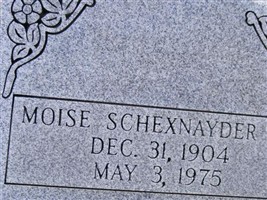 MOISE SCHEXNAYDER
DEC. 31, 1904
MAY 3, 1975